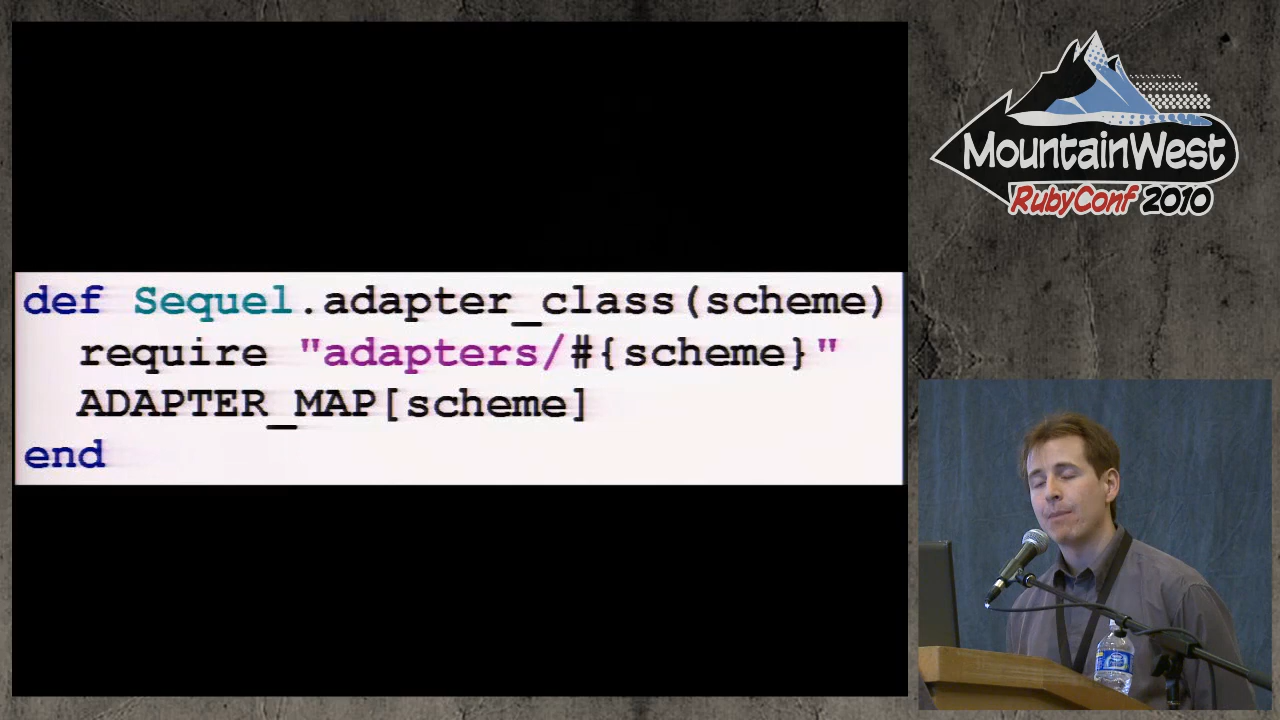 MountainWest
RubyConf 2010
def Sequel.adapter_class(scheme)
  require "adapters/#{scheme}"
  ADAPTER_MAP[scheme]
end